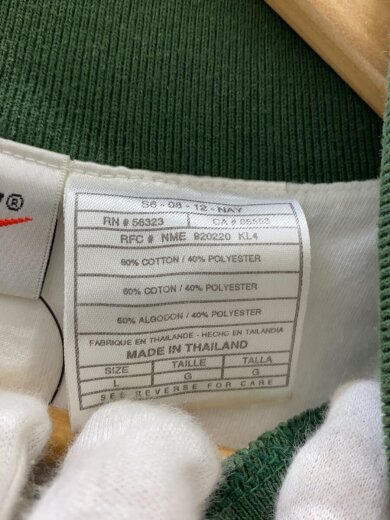 ®
S6 - 08 - 12 - NAY
RN # 56323 CA # 05553
RFC # NME 920220 KL4
60% COTTON / 40% POLYESTER
60% COTON / 40% POLYESTER
60% ALGODON / 40% POLYESTER
FABRIQUE EN THAILANDE - HECHO EN TAILANDIA
MADE IN THAILAND
SIZE TAILLE TALLA
L G G
SEE REVERSE FOR CARE